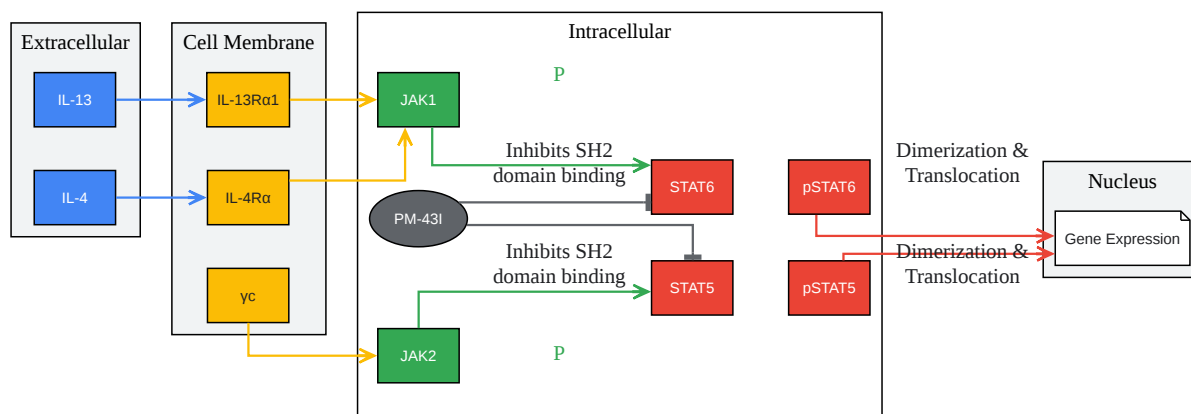 Extracellular
Cell Membrane
Intracellular
IL-13
IL-13Rα1
JAK1
P
IL-4
IL-4Rα
Inhibits SH2
domain binding
STAT6
pSTAT6
Dimerization &
Translocation
Nucleus
Gene Expression
PM-43I
γc
Inhibits SH2
domain binding
STAT5
pSTAT5
Dimerization &
Translocation
JAK2
P